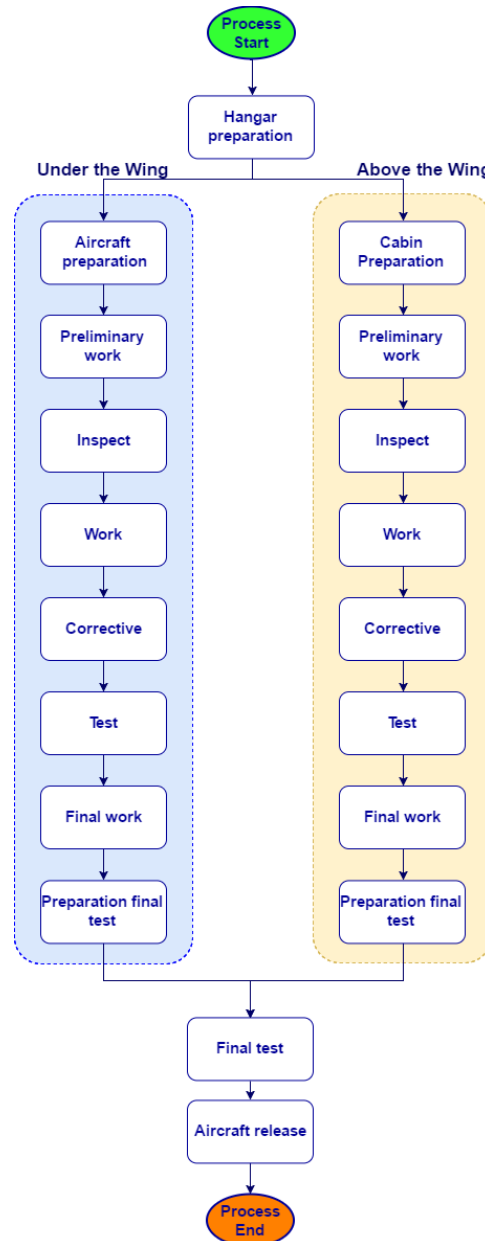 Process
Start
Hangar
preparation
Under the Wing
Above the Wing
Aircraft
preparation
Preliminary
work
Inspect
Work
Corrective
Test
Final work
Preparation final
test
Cabin
Preparation
Preliminary
work
Inspect
Work
Corrective
Test
Final work
Preparation final
test
Final test
Aircraft release
Process
End